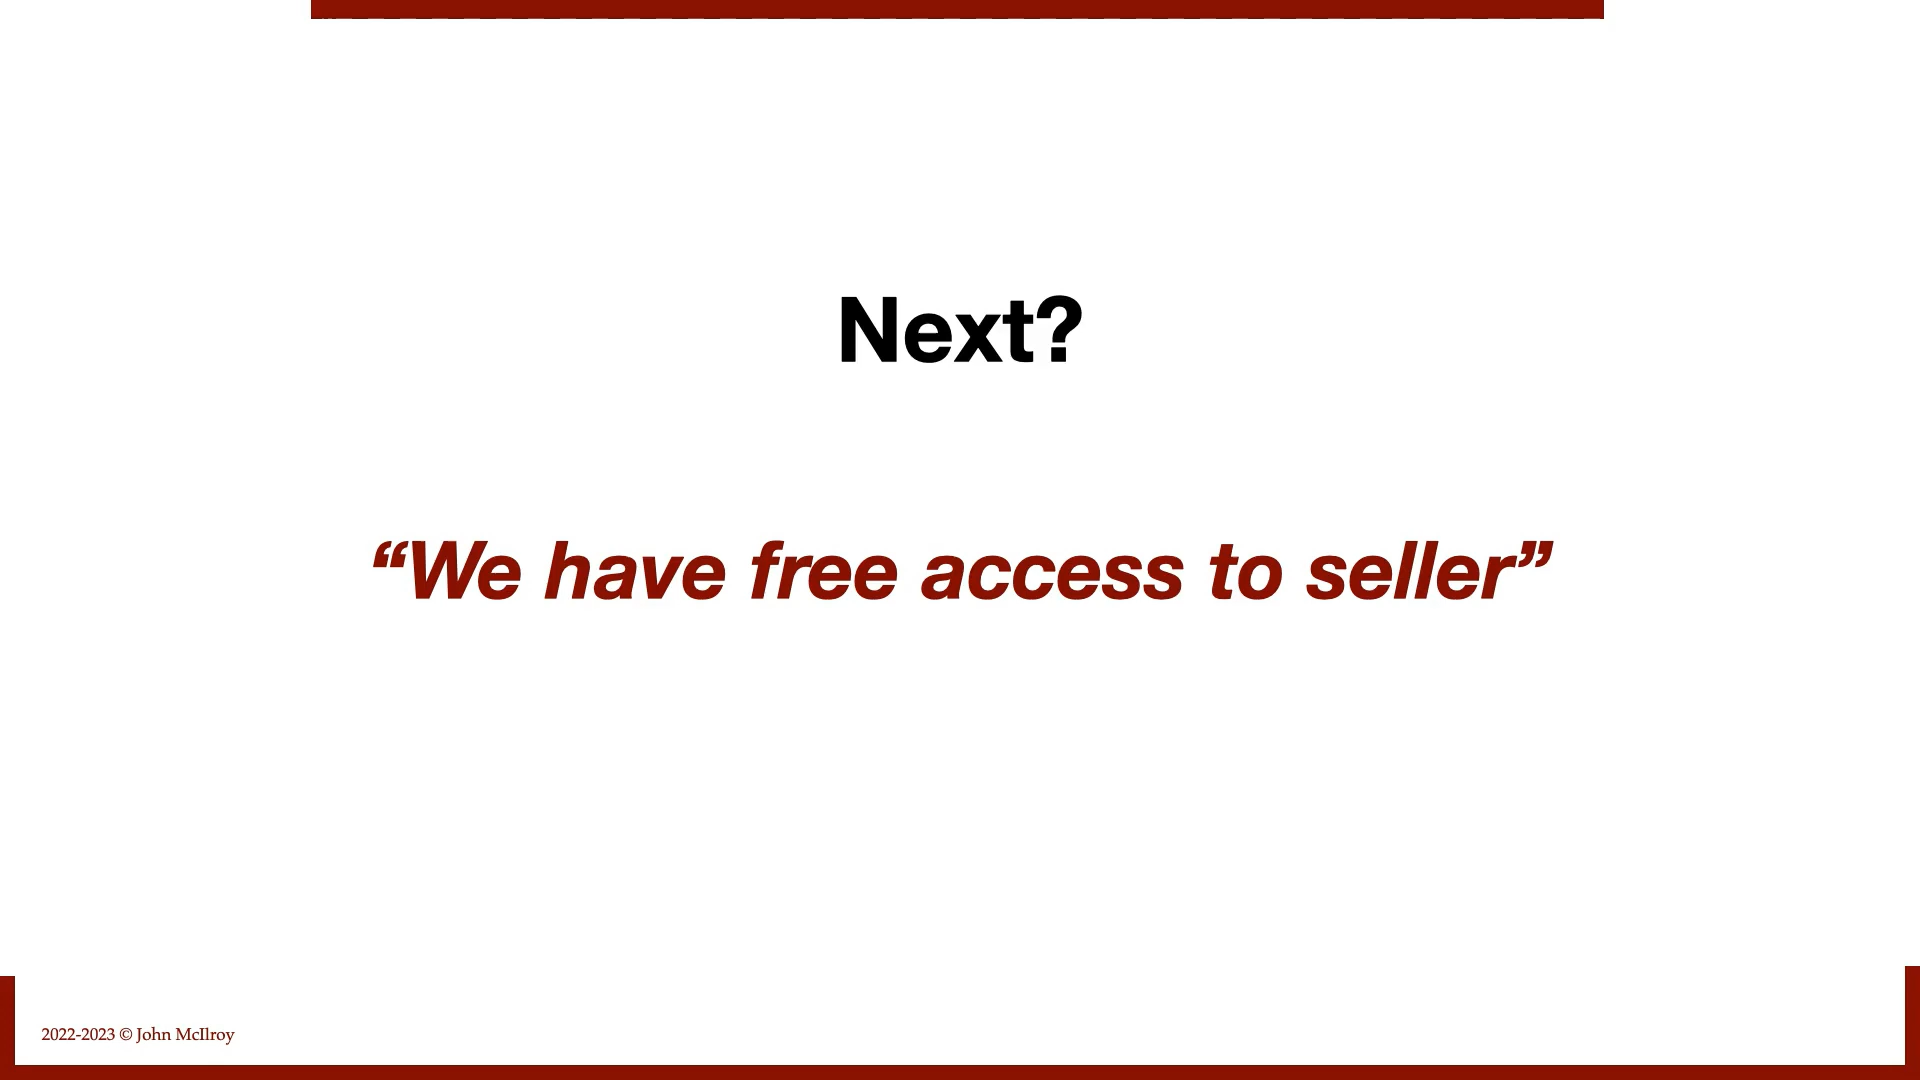 Next?
“We have free access to seller”
2022-2023 © John McIlroy